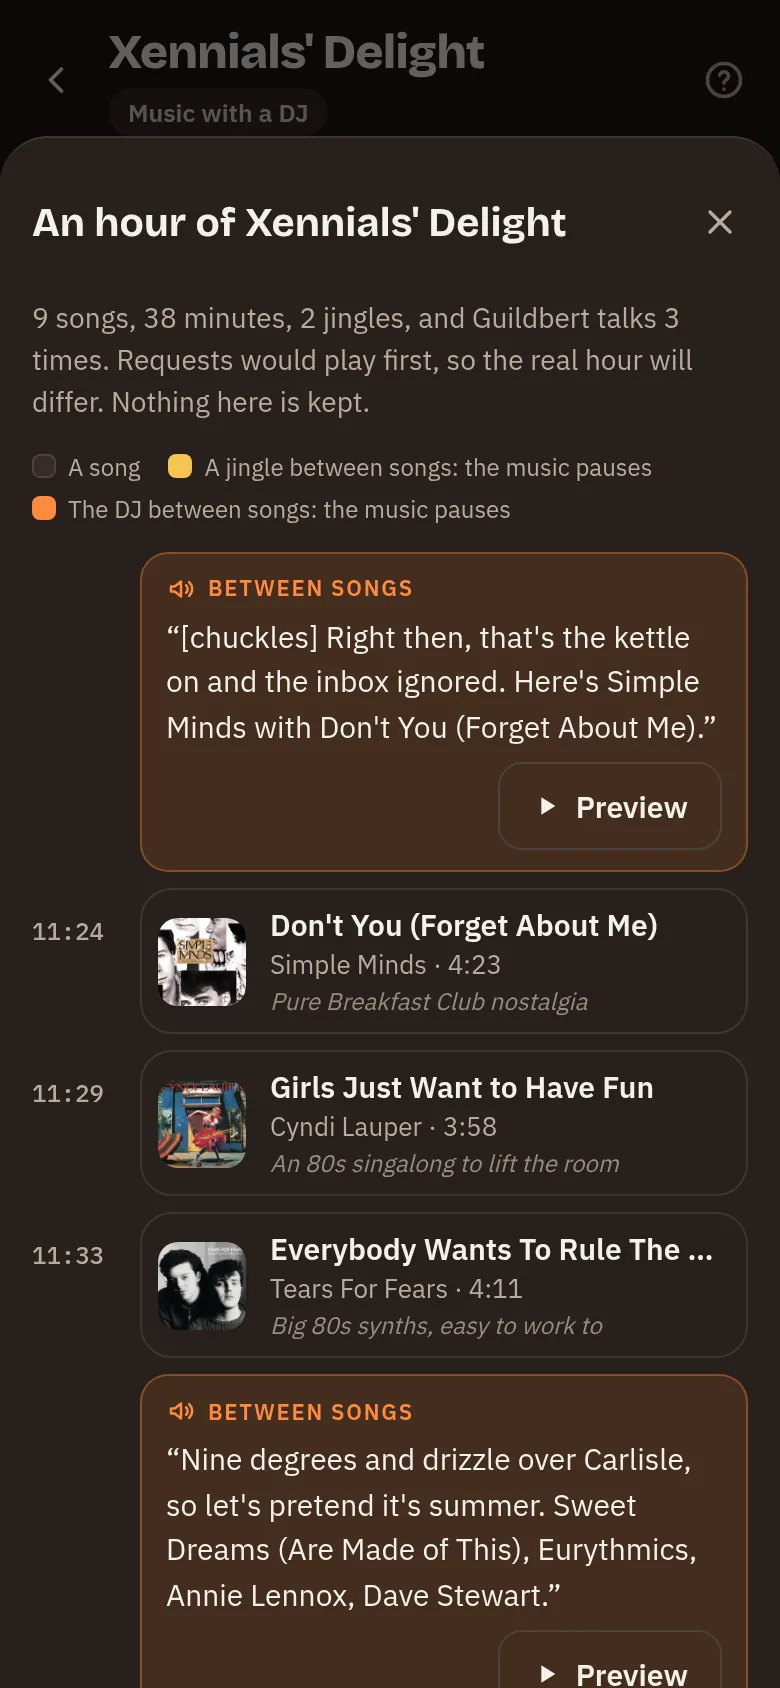 Xennials' Delight
Music with a DJ
An hour of Xennials' Delight
9 songs, 38 minutes, 2 jingles, and Guildbert talks 3
times. Requests would play first, so the real hour will
differ. Nothing here is kept.
A song
A jingle between songs: the music pauses
The DJ between songs: the music pauses
BETWEEN SONGS
“[chuckles] Right then, that's the kettle
on and the inbox ignored. Here's Simple
Minds with Don't You (Forget About Me).”
Preview
11:24
Don't You (Forget About Me)
Simple Minds · 4:23
Pure Breakfast Club nostalgia
11:29
Girls Just Want to Have Fun
Cyndi Lauper · 3:58
An 80s singalong to lift the room
11:33
Everybody Wants To Rule The ...
Tears For Fears · 4:11
Big 80s synths, easy to work to
BETWEEN SONGS
“Nine degrees and drizzle over Carlisle,
so let's pretend it's summer. Sweet
Dreams (Are Made of This), Eurythmics,
Annie Lennox, Dave Stewart.”
Preview